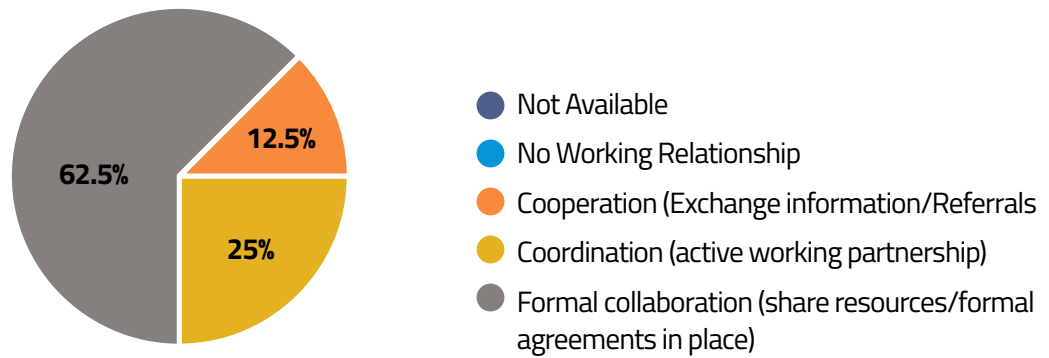 62.5%
12.5%
25%
Not Available
No Working Relationship
Cooperation (Exchange information/Referrals
Coordination (active working partnership)
Formal collaboration (share resources/formal
agreements in place)